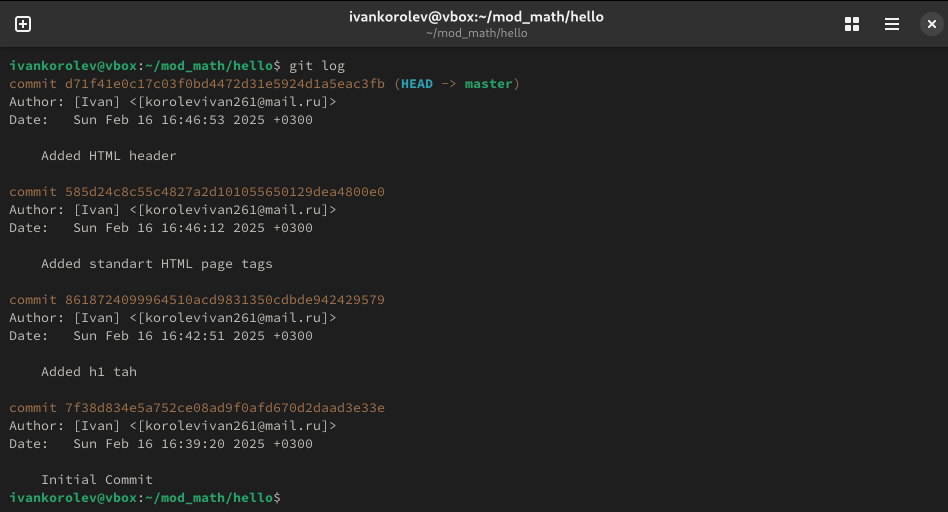 ivankorolev@vbox:~/mod_math/hello
~/mod_math/hello
ivankorolev@vbox:~/mod_math/hello$ git log
commit d71f41e0c17c03f0bd4472d31e5924d1a5eac3fb (HEAD -> master)
Author: [Ivan] <[korolevivan261@mail.ru]>
Date:   Sun Feb 16 16:46:53 2025 +0300
    Added HTML header
commit 585d24c8c55c4827a2d101055650129dea4800e0
Author: [Ivan] <[korolevivan261@mail.ru]>
Date:   Sun Feb 16 16:46:12 2025 +0300
    Added standart HTML page tags
commit 8618724099964510acd9831350cdbde942429579
Author: [Ivan] <[korolevivan261@mail.ru]>
Date:   Sun Feb 16 16:42:51 2025 +0300
    Added h1 tah
commit 7f38d834e5a752ce08ad9f0afd670d2daad3e33e
Author: [Ivan] <[korolevivan261@mail.ru]>
Date:   Sun Feb 16 16:39:20 2025 +0300
    Initial Commit
ivankorolev@vbox:~/mod_math/hello$